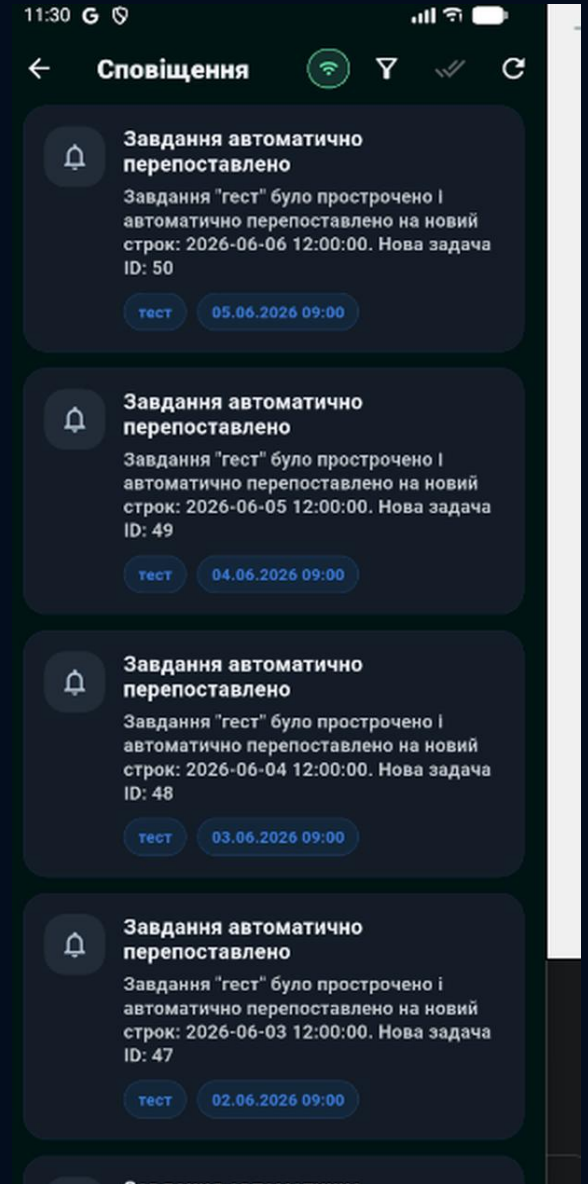 11:30 G
Сповіщення
Завдання автоматично
перепоставлено
Завдання "гест" було прострочено і
автоматично перепоставлено на новий
строк: 2026-06-06 12:00:00. Нова задача
ID: 50
тест 05.06.2026 09:00
Завдання автоматично
перепоставлено
Завдання "гест" було прострочено і
автоматично перепоставлено на новий
строк: 2026-06-05 12:00:00. Нова задача
ID: 49
тест 04.06.2026 09:00
Завдання автоматично
перепоставлено
Завдання "гест" було прострочено і
автоматично перепоставлено на новий
строк: 2026-06-04 12:00:00. Нова задача
ID: 48
тест 03.06.2026 09:00
Завдання автоматично
перепоставлено
Завдання "гест" було прострочено і
автоматично перепоставлено на новий
строк: 2026-06-03 12:00:00. Нова задача
ID: 47
тест 02.06.2026 09:00